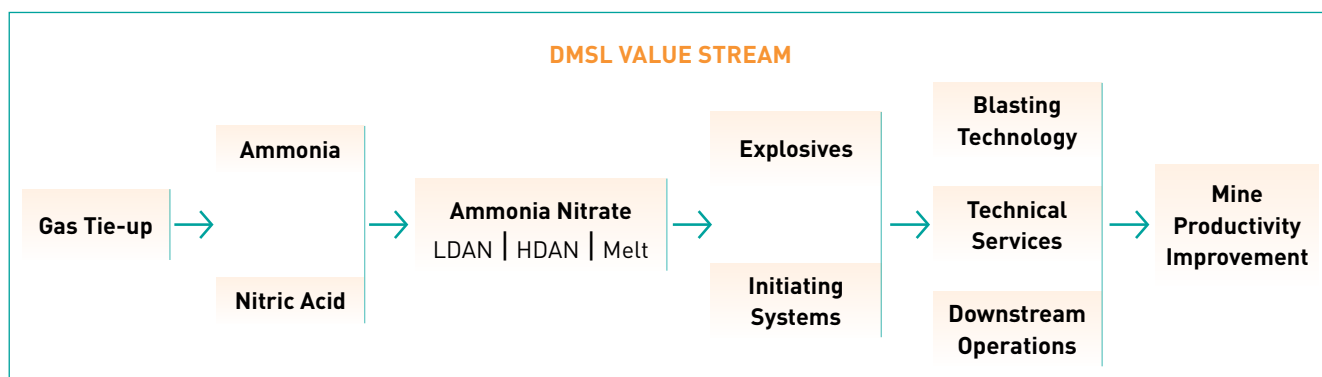 DMSL VALUE STREAM
Gas Tie-up
Ammonia
Nitric Acid
Ammonia Nitrate
LDAN | HDAN | Melt
Explosives
Initiating
Systems
Blasting
Technology
Technical
Services
Downstream
Operations
Mine
Productivity
Improvement